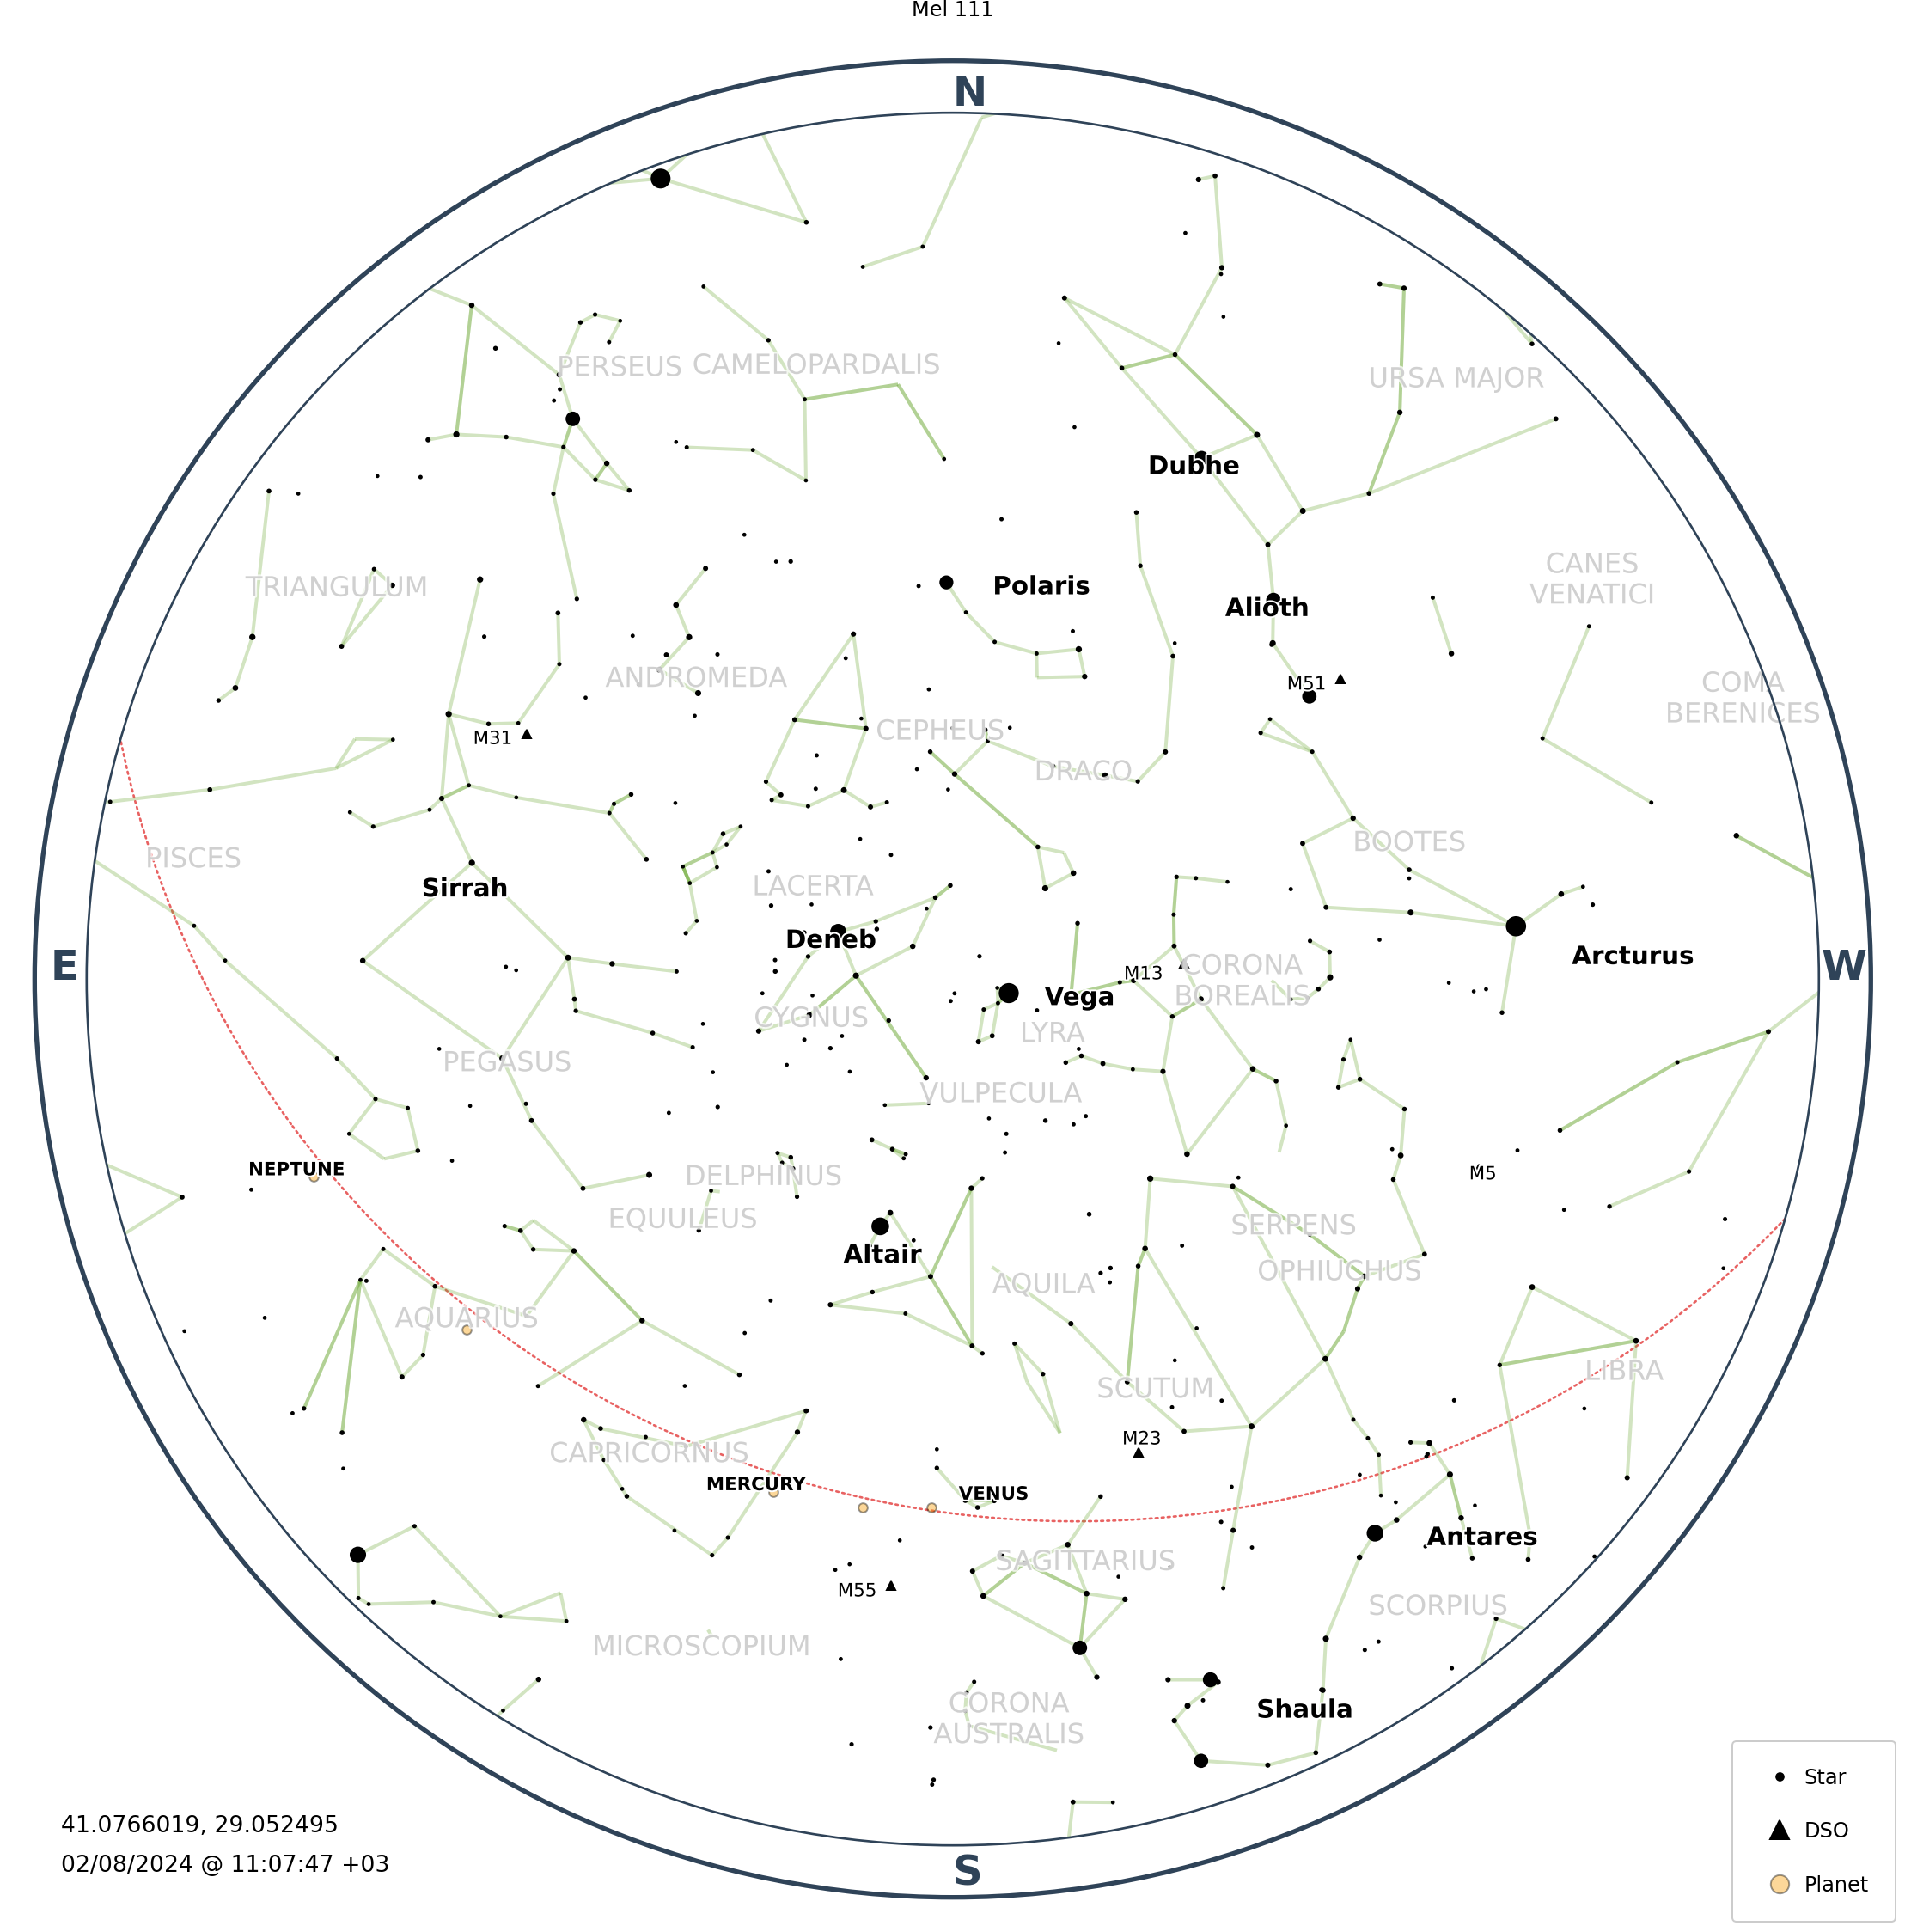 Mel 111
N
PERSEUS
CAMELOPARDALIS
URSA MAJOR
Dubhe
TRIANGULUM
Polaris
Alioth
CANES
VENATICI
ANDROMEDA
M51
COMA
BERENICES
M31
CEPHEUS
DRACO
PISCES
BOOTES
Sirrah
LACERTA
Deneb
Arcturus
E
M13
CORONA
BOREALIS
W
Vega
CYGNUS
LYRA
PEGASUS
VULPECULA
NEPTUNE
DELPHINUS
M5
EQUULEUS
SERPENS
Altair
AQUILA
OPHIUCHUS
AQUARIUS
LIBRA
SCUTUM
CAPRICORNUS
M23
MERCURY
VENUS
Antares
SAGITTARIUS
M55
SCORPIUS
MICROSCOPIUM
CORONA
AUSTRALIS
Shaula
S
41.0766019, 29.052495
02/08/2024 @ 11:07:47 +03
Star
DSO
Planet